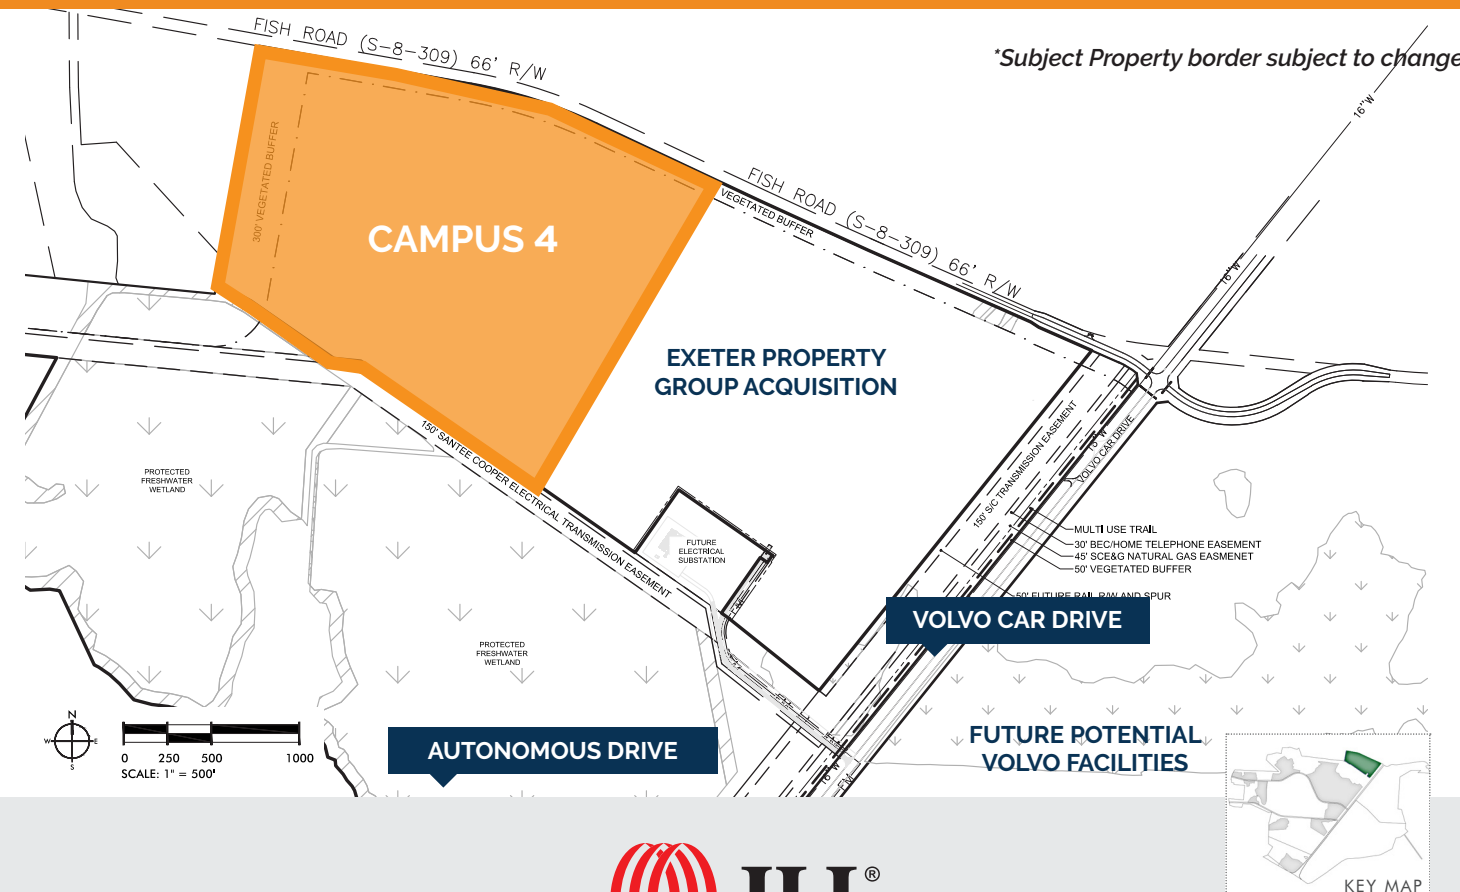 FISH ROAD (S-8-309) 66' R/W
*Subject Property border subject to change
16"W
300' VEGETATED BUFFER
CAMPUS 4
FISH ROAD (S-8-309) 66' R/W
VEGETATED BUFFER
16"W
EXETER PROPERTY
GROUP ACQUISITION
150' SANTEE COOPER ELECTRICAL TRANSMISSION EASEMENT
150' S/C TRANSMISSION EASEMENT
16"W
VOLVO CAR DRIVE
PROTECTED
FRESHWATER
WETLAND
FUTURE
ELECTRICAL
SUBSTATION
MULTI USE TRAIL
30' BEC/HOME TELEPHONE EASEMENT
45' SCE&G NATURAL GAS EASMENET
50' VEGETATED BUFFER
50' FUTURE RAIL R/W AND SPUR
VOLVO CAR DRIVE
PROTECTED
FRESHWATER
WETLAND
N
W
E
S
0 250 500 1000
SCALE: 1" = 500'
AUTONOMOUS DRIVE
FUTURE POTENTIAL
VOLVO FACILITIES
16"W
FM
KEY MAP
®